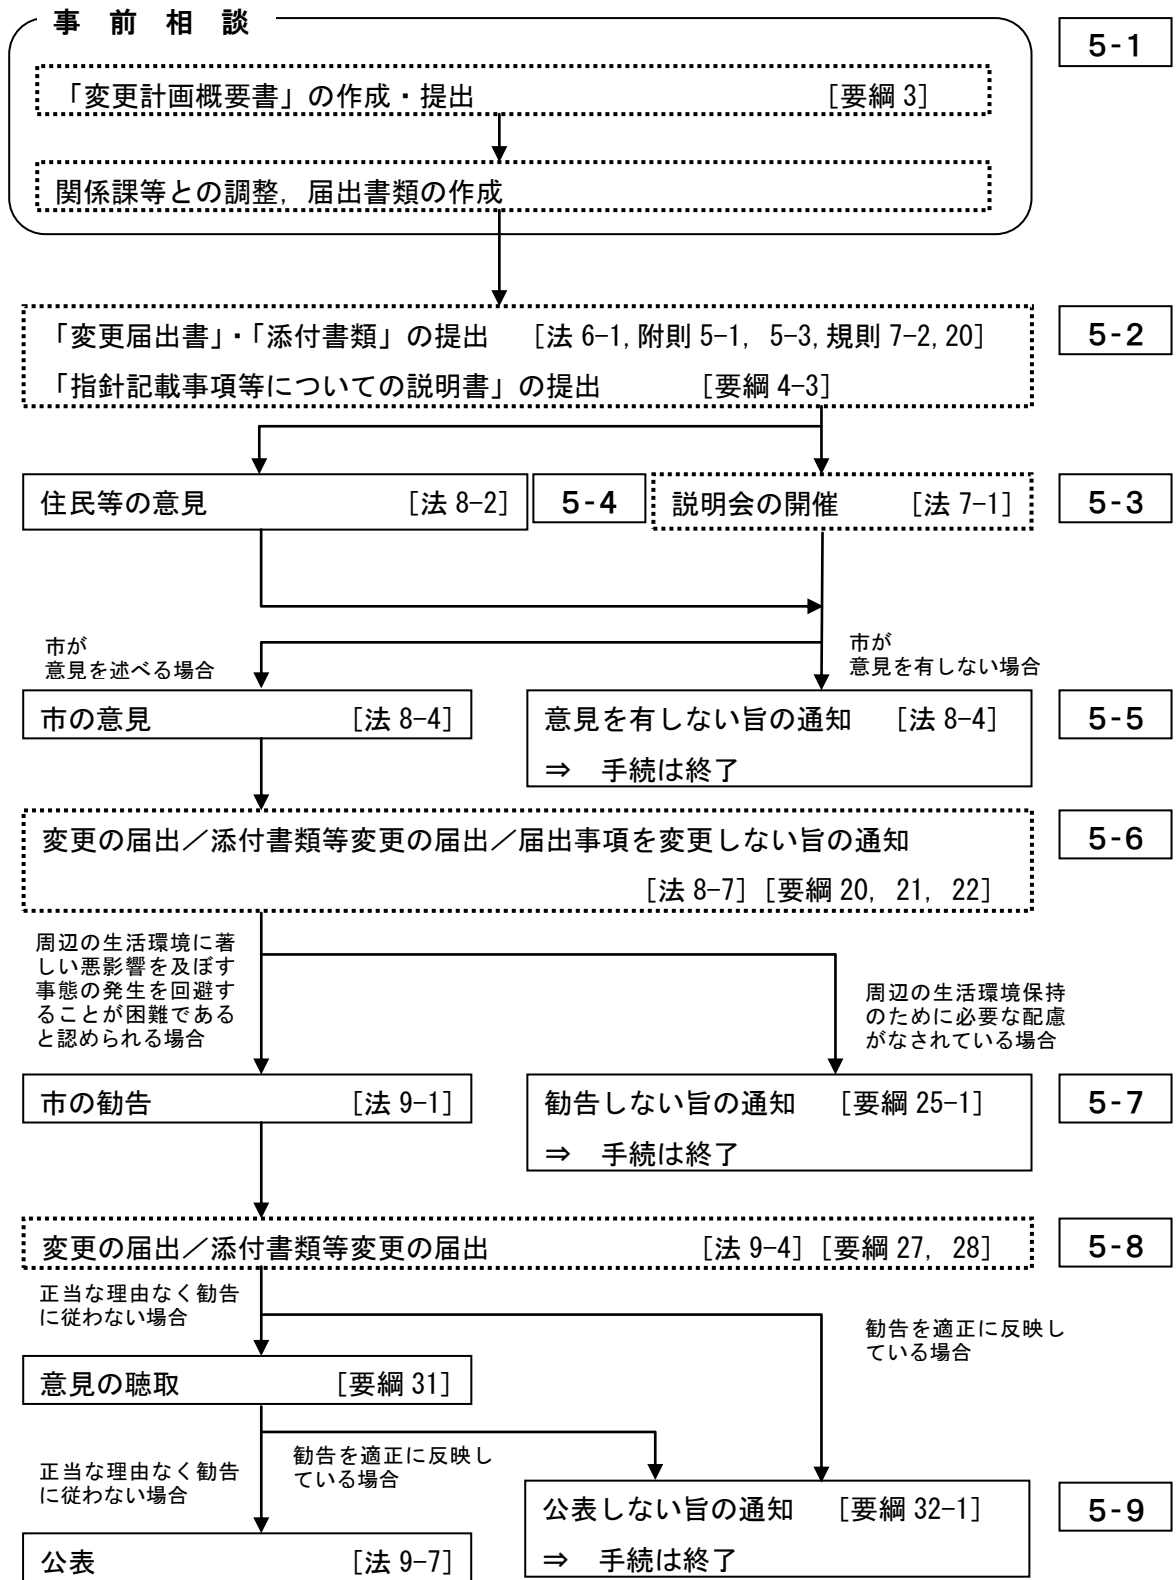 事 前 相 談
5-1
「変更計画概要書」の作成・提出 [要綱 3]
関係課等との調整, 届出書類の作成
「変更届出書」・「添付書類」の提出 [法 6-1, 附則 5-1, 5-3, 規則 7-2, 20]
5-2
「指針記載事項等についての説明書」の提出 [要綱 4-3]
住民等の意見 [法 8-2]
5-4
説明会の開催 [法 7-1]
5-3
市が
意見を述べる場合
市が
意見を有しない場合
市の意見 [法 8-4]
意見を有しない旨の通知 [法 8-4]
⇒ 手続は終了
5-5
変更の届出／添付書類等変更の届出／届出事項を変更しない旨の通知
[法 8-7] [要綱 20, 21, 22]
5-6
周辺の生活環境に著
しい悪影響を及ぼす
事態の発生を回避す
ることが困難である
と認められる場合
周辺の生活環境保持
のために必要な配慮
がなされている場合
市の勧告 [法 9-1]
勧告しない旨の通知 [要綱 25-1]
⇒ 手続は終了
5-7
変更の届出／添付書類等変更の届出 [法 9-4] [要綱 27, 28]
5-8
正当な理由なく勧告
に従わない場合
勧告を適正に反映し
ている場合
意見の聴取 [要綱 31]
正当な理由なく勧告
に従わない場合
勧告を適正に反映し
ている場合
公表しない旨の通知 [要綱 32-1]
⇒ 手続は終了
5-9
公表 [法 9-7]